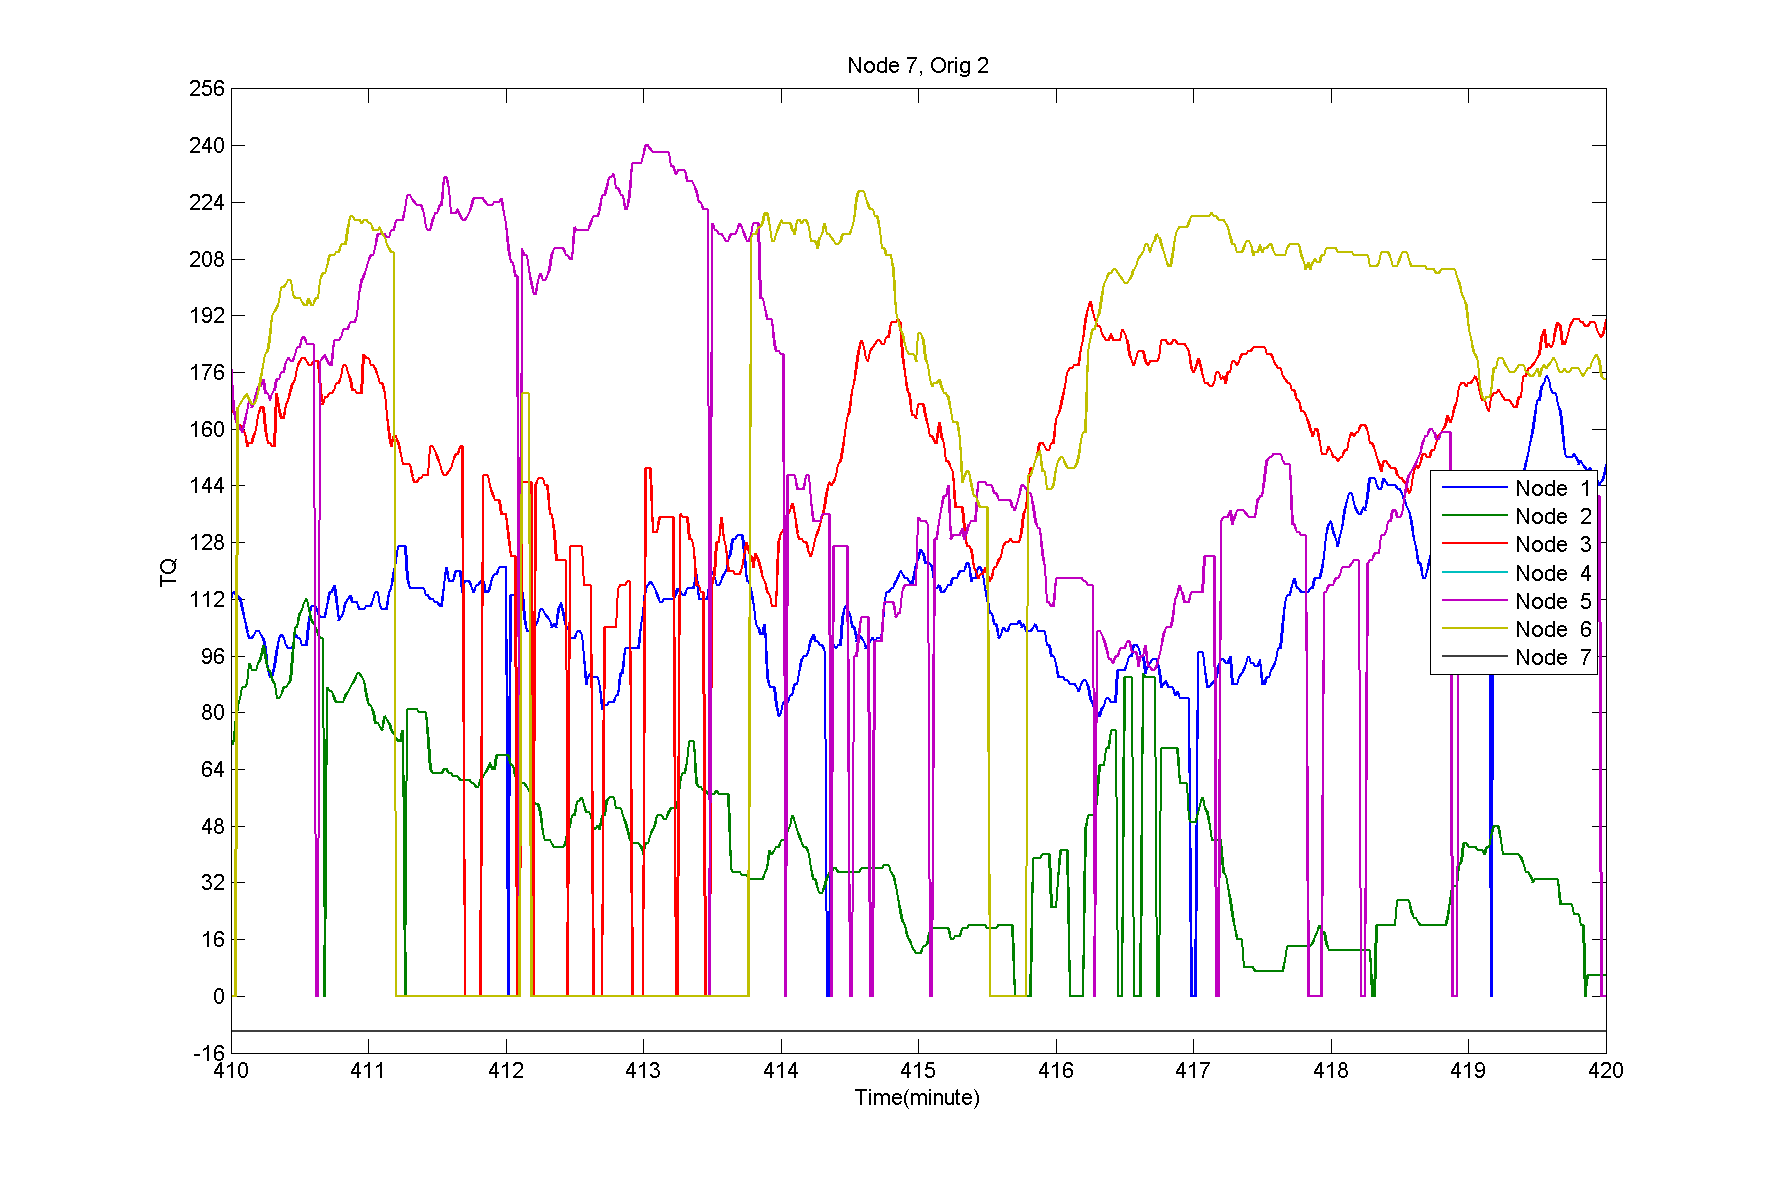 Node 7, Orig 2
256
240
224
208
192
176
160
144
128
112
96
80
64
48
32
16
0
-16
TQ
Node 1
Node 2
Node 3
Node 4
Node 5
Node 6
Node 7
410 411 412 413 414 415 416 417 418 419 420
Time(minute)